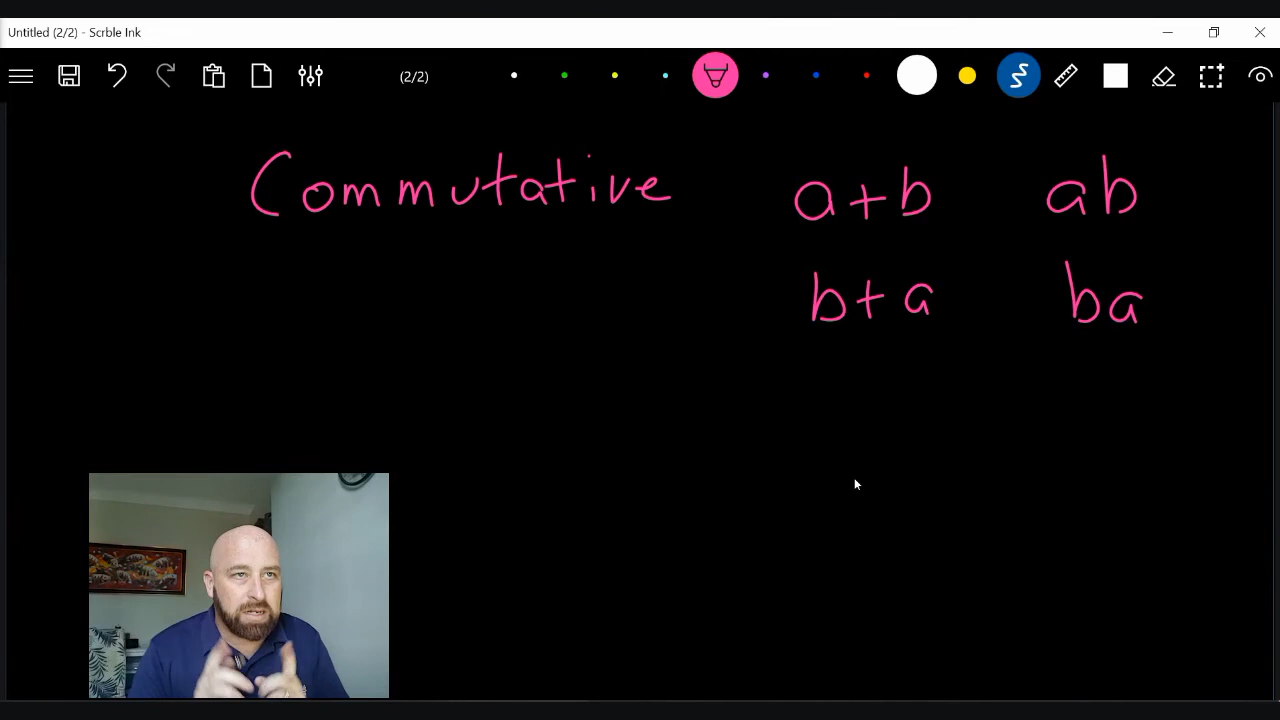 Untitled (2/2) - Scrble Ink
(2/2)
Commutative a+b ab
b+a ba